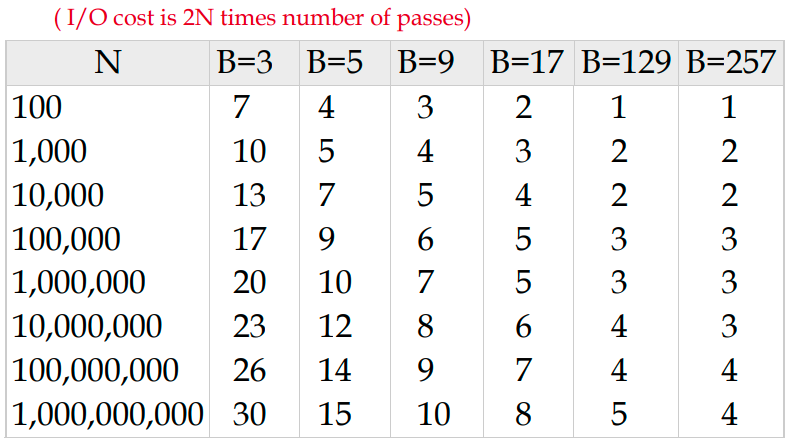 ( I/O cost is 2N times number of passes)
N B=3 B=5 B=9 B=17 B=129 B=257
100 7 4 3 2 1 1
1,000 10 5 4 3 2 2
10,000 13 7 5 4 2 2
100,000 17 9 6 5 3 3
1,000,000 20 10 7 5 3 3
10,000,000 23 12 8 6 4 3
100,000,000 26 14 9 7 4 4
1,000,000,000 30 15 10 8 5 4